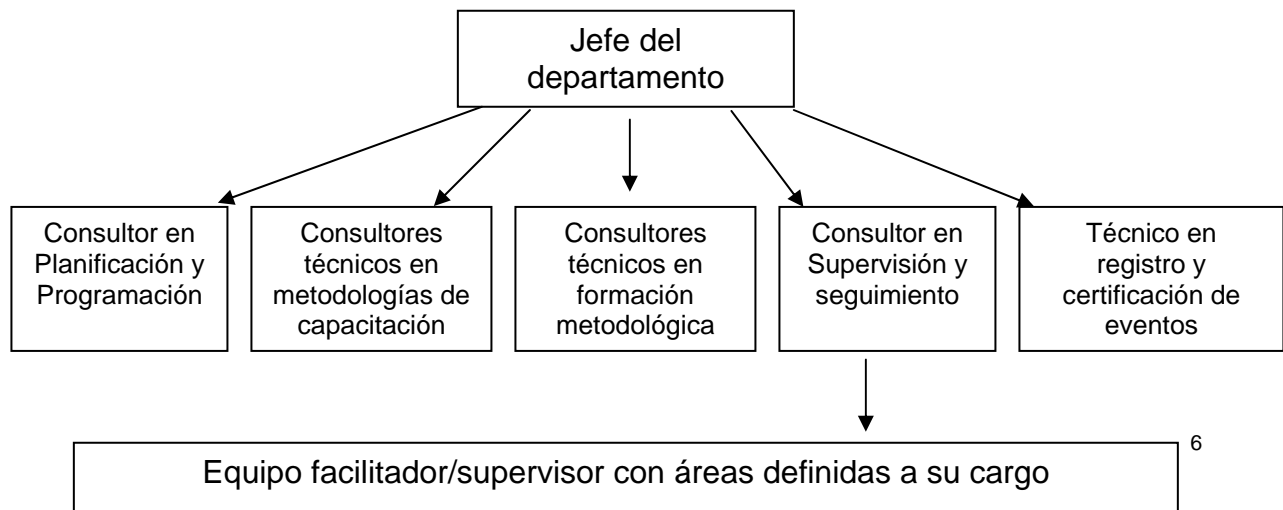 Jefe del
departamento
Consultor en
Planificación y
Programación
Consultores
técnicos en
metodologías de
capacitación
Consultores
técnicos en
formación
metodológica
Consultor en
Supervisión y
seguimiento
Técnico en
registro y
certificación de
eventos
6
Equipo facilitador/supervisor con áreas definidas a su cargo